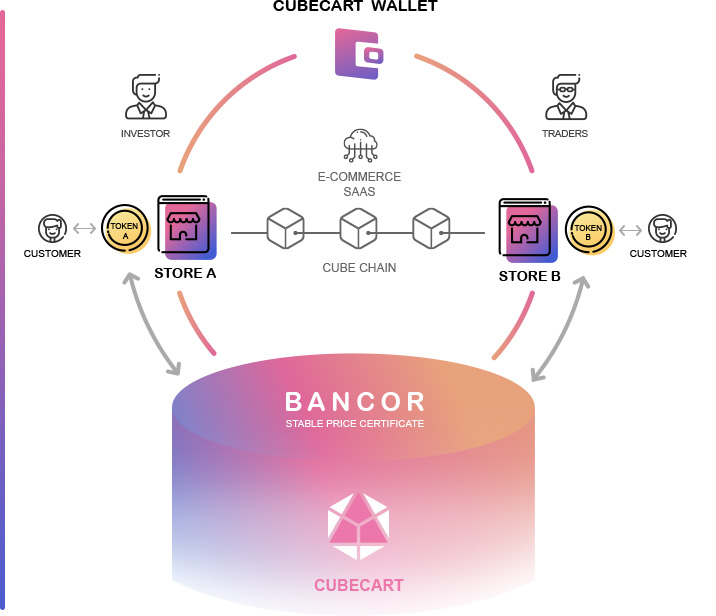 CUBECART WALLET
INVESTOR
TRADERS
E-COMMERCE
SAAS
TOKEN
A
TOKEN
B
CUSTOMER
CUSTOMER
STORE A
CUBE CHAIN
STORE B
BANCOR
STABLE PRICE CERTIFICATE
CUBECART